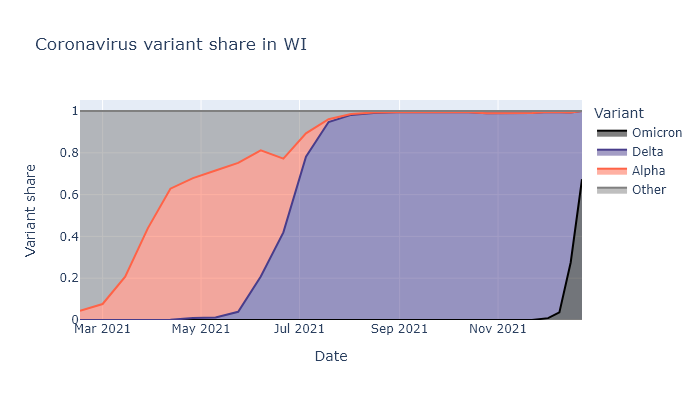 Coronavirus variant share in WI
Variant
Omicron
Delta
Alpha
Other
Variant share
1
0.8
0.6
0.4
0.2
0
Mar 2021
May 2021
Jul 2021
Sep 2021
Nov 2021
Date